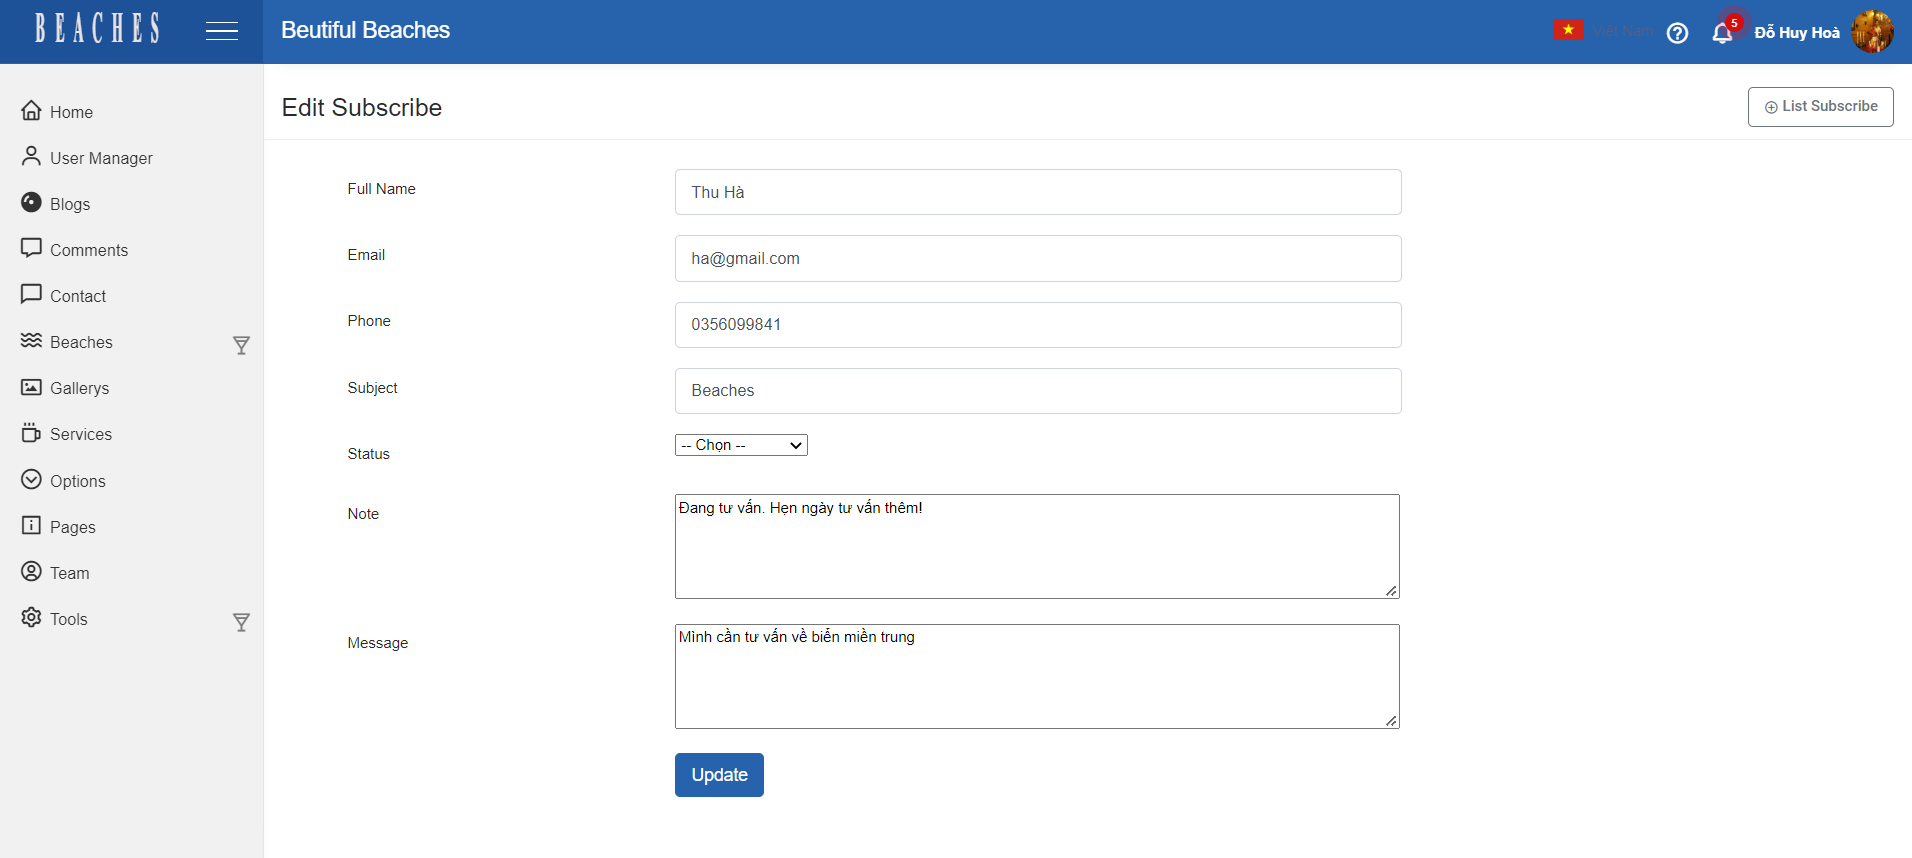 BEACHES
Beutiful Beaches
Việt Nam
5
Đỗ Huy Hoà
Home
User Manager
Blogs
Comments
Contact
Beaches
Gallerys
Services
Options
Pages
Team
Tools
Edit Subscribe
List Subscribe
Full Name
Thu Hà
Email
ha@gmail.com
Phone
0356099841
Subject
Beaches
Status
-- Chọn --
Note
Đang tư vấn. Hẹn ngày tư vấn thêm!
Message
Mình cần tư vấn về biển miền trung
Update